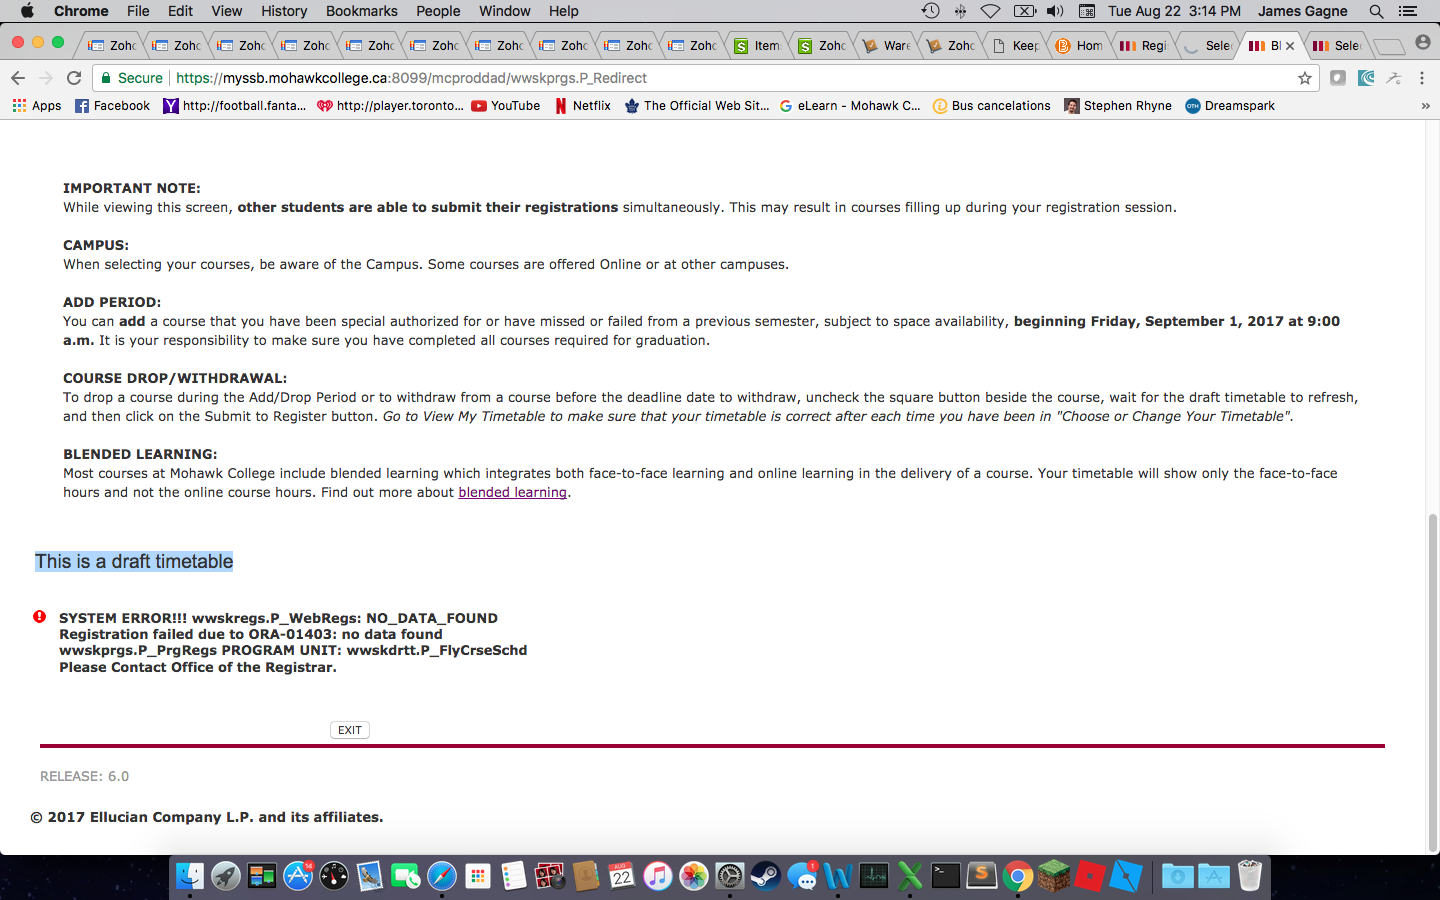 Chrome File Edit View History Bookmarks People Window Help Tue Aug 22 3:14 PM James Gagne
Zoho Zoho Zoho Zoho Zoho Zoho Zoho Zoho Zoho Zoho Item Zoho Ware Zoho Keep Hom Regi Sele Bl Sele
Secure https://myssb.mohawkcollege.ca:8099/mcproddad/wwskprgs.P_Redirect
Apps Facebook http://football.fanta... http://player.toronto... YouTube Netflix The Official Web Sit... eLearn - Mohawk C... Bus cancelations Stephen Rhyne Dreamspark »
IMPORTANT NOTE:
While viewing this screen, other students are able to submit their registrations simultaneously. This may result in courses filling up during your registration session.
CAMPUS:
When selecting your courses, be aware of the Campus. Some courses are offered Online or at other campuses.
ADD PERIOD:
You can add a course that you have been special authorized for or have missed or failed from a previous semester, subject to space availability, beginning Friday, September 1, 2017 at 9:00
a.m. It is your responsibility to make sure you have completed all courses required for graduation.
COURSE DROP/WITHDRAWAL:
To drop a course during the Add/Drop Period or to withdraw from a course before the deadline date to withdraw, uncheck the square button beside the course, wait for the draft timetable to refresh,
and then click on the Submit to Register button. Go to View My Timetable to make sure that your timetable is correct after each time you have been in "Choose or Change Your Timetable".
BLENDED LEARNING:
Most courses at Mohawk College include blended learning which integrates both face-to-face learning and online learning in the delivery of a course. Your timetable will show only the face-to-face
hours and not the online course hours. Find out more about blended learning.
This is a draft timetable
SYSTEM ERROR!!! wwskregs.P_WebRegs: NO_DATA_FOUND
Registration failed due to ORA-01403: no data found
wwskprgs.P_PrgRegs PROGRAM UNIT: wwskdrtt.P_FlyCrseSchd
Please Contact Office of the Registrar.
EXIT
RELEASE: 6.0
© 2017 Ellucian Company L.P. and its affiliates.
AUG
22
1